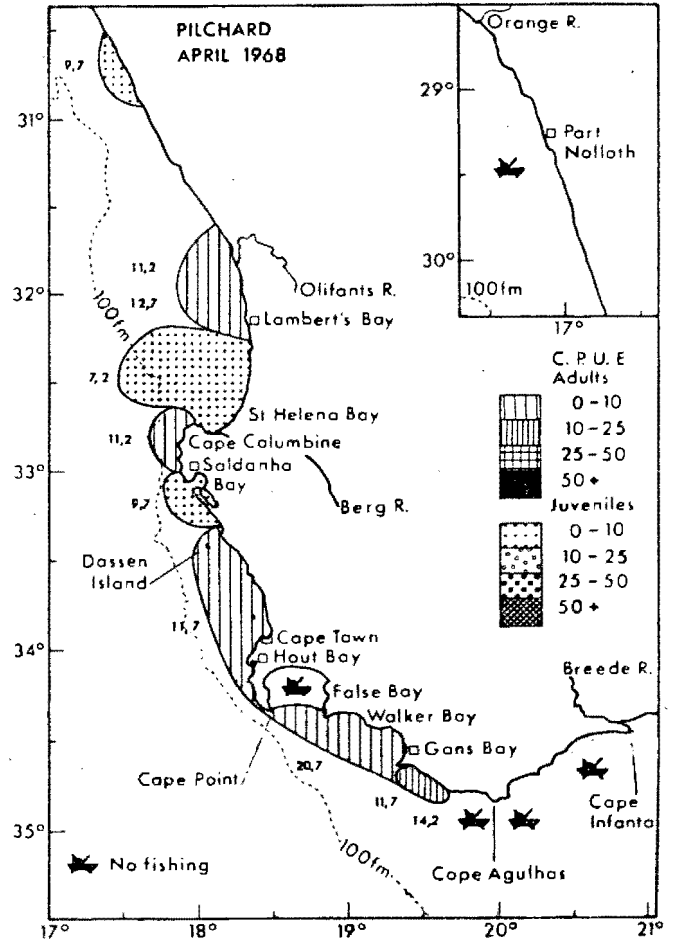 PILCHARD
APRIL 1968
Orange R.
29°
Part
Nolloth
30°
100fm
17°
9,7
31°
11,2
12,7
32°
100fm
Olifants R.
Lambert's Bay
7,2
St Helena Bay
11,2
Cape Calumbine
33°
Saldanha
Bay
Berg R.
9,7
C. P. U. E
Adults
0-10
10-25
25-50
50+
Juveniles
0-10
10-25
25-50
50+
Dassen
Island
11,7
Cape Town
34°
Hout Bay
Breede R.
False Bay
Walker Bay
Gans Bay
Cape Point
20,7
11,7
14,2
Cape
Infanta
35°
100fm
No fishing
Cope Agulhas
17°
18°
19°
20°
21°